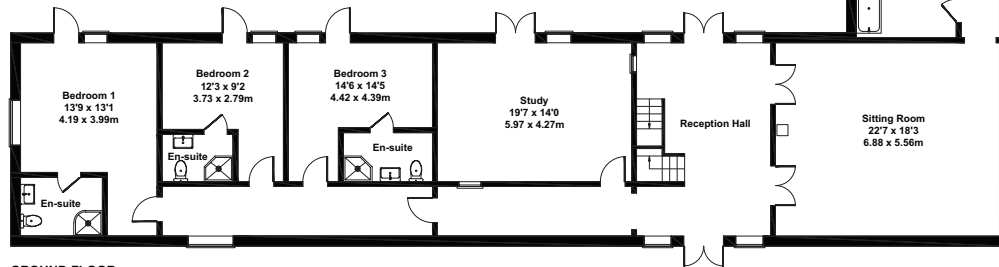 Bedroom 1
13'9 x 13'1
4.19 x 3.99m
Bedroom 2
12'3 x 9'2
3.73 x 2.79m
Bedroom 3
14'6 x 14'5
4.42 x 4.39m
Study
19'7 x 14'0
5.97 x 4.27m
Reception Hall
Sitting Room
22'7 x 18'3
6.88 x 5.56m
En-suite
En-suite
En-suite
GROUND FLOOR